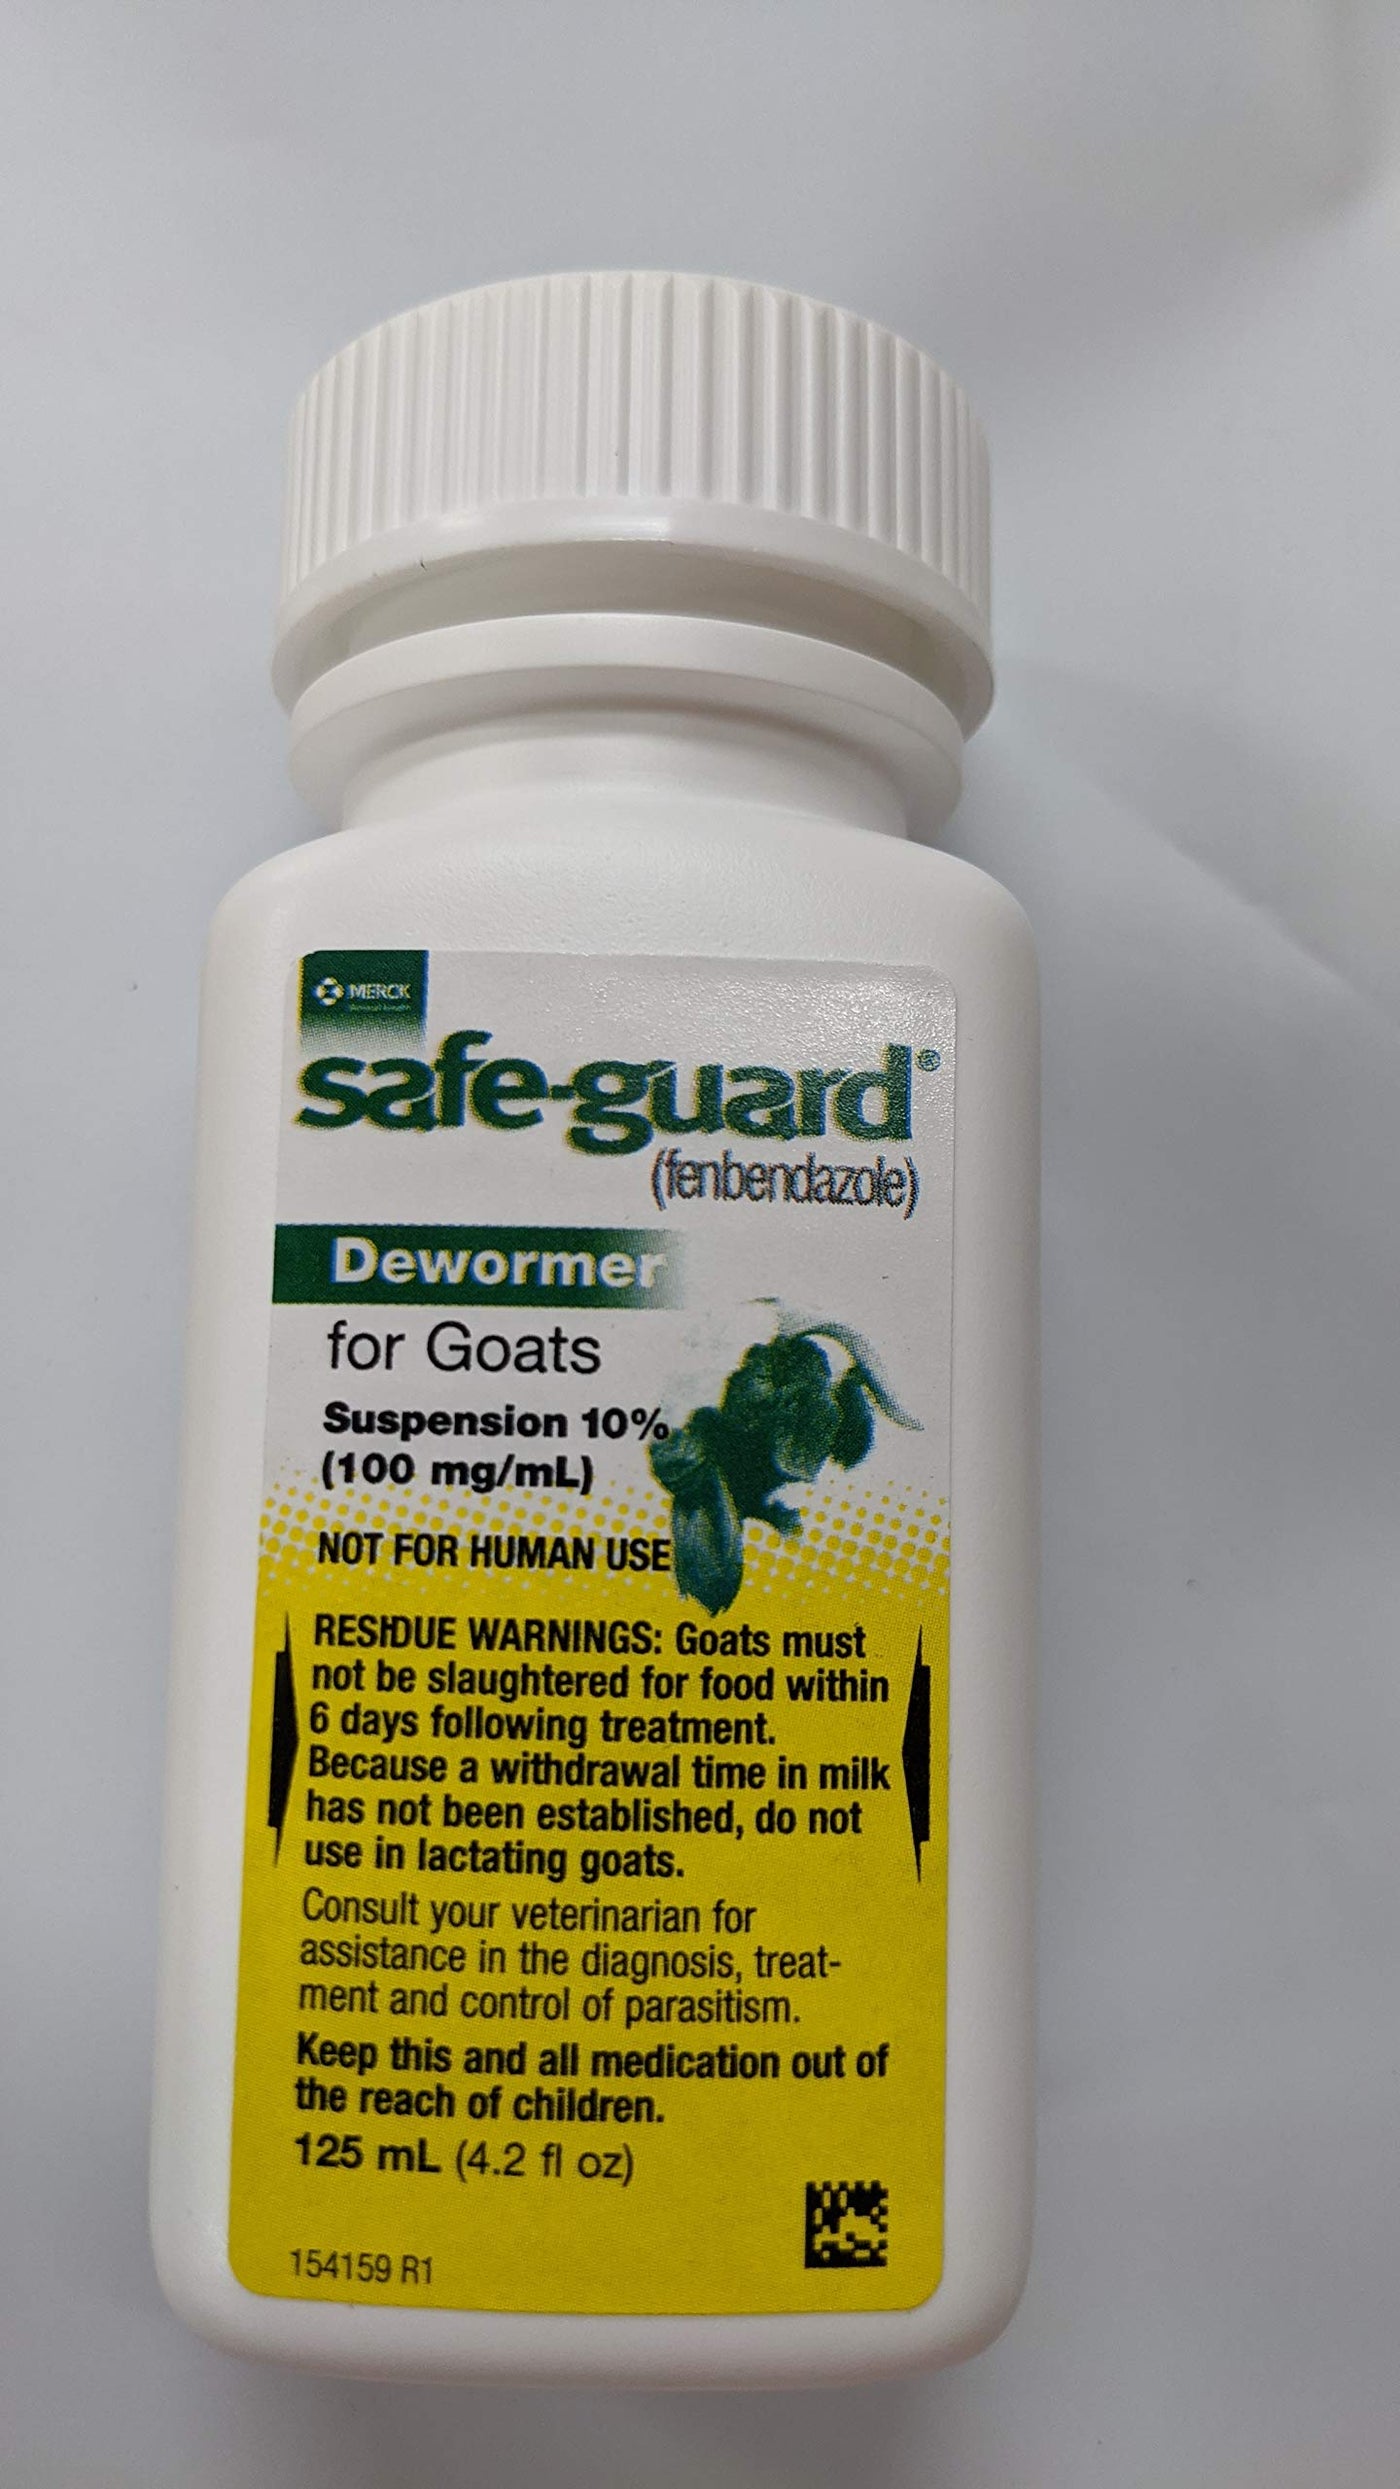 MERCK
Animal Health
safe-guard®
(fenbendazole)
Dewormer
for Goats
Suspension 10%
(100 mg/mL)
NOT FOR HUMAN USE
RESIDUE WARNINGS: Goats must
not be slaughtered for food within
6 days following treatment.
Because a withdrawal time in milk
has not been established, do not
use in lactating goats.
Consult your veterinarian for
assistance in the diagnosis, treat-
ment and control of parasitism.
Keep this and all medication out of
the reach of children.
125 mL (4.2 fl oz)
154159 R1